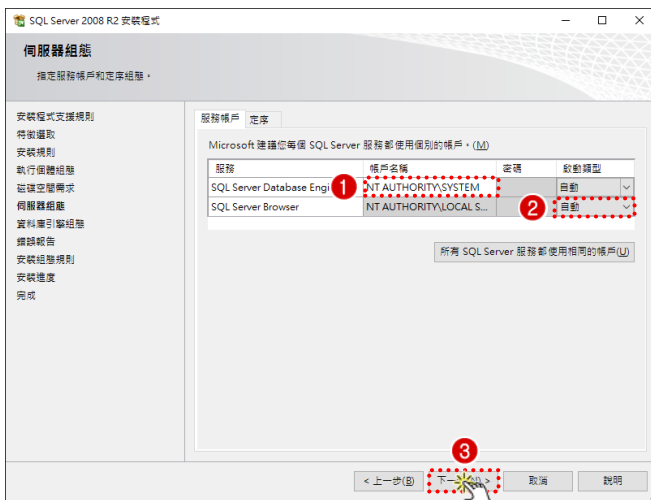 SQL Server 2008 R2 安裝程式
伺服器組態
指定服務帳戶和定序組態。
安裝程式支援規則
特徵選取
安裝規則
執行個體組態
磁碟空間需求
伺服器組態
資料庫引擎組態
錯誤報告
安裝組態規則
安裝進度
完成
服務帳戶 定序
Microsoft 建議您每個 SQL Server 服務都使用個別的帳戶。(M)
服務 帳戶名稱 密碼 啟動類型
SQL Server Database Engi 1 NT AUTHORITY\SYSTEM 自動
SQL Server Browser NT AUTHORITY\LOCAL S... 2 自動
所有 SQL Server 服務都使用相同的帳戶(U)
3
< 上一步(B) 下一 > 取消 說明